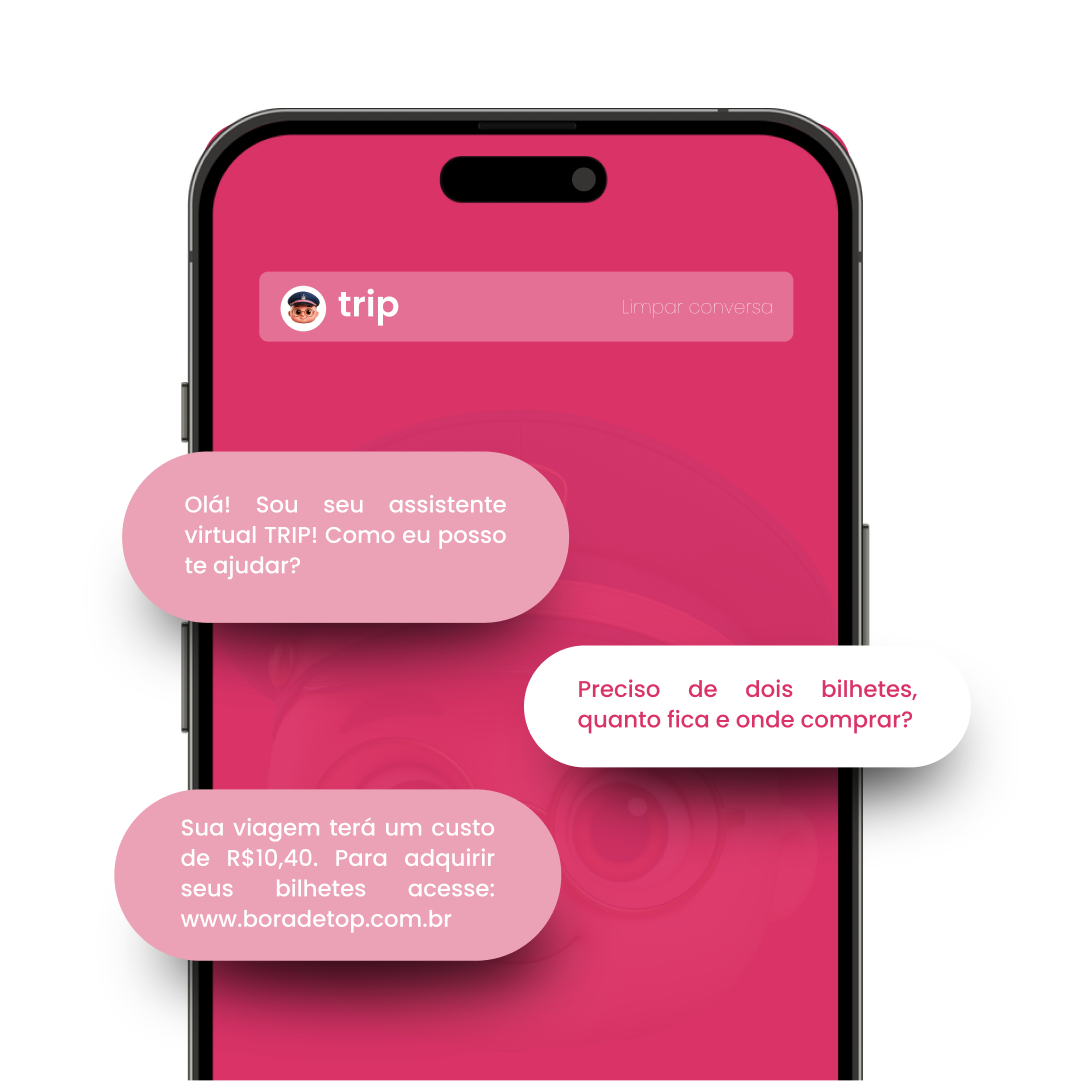 trip
Limpar conversa
Olá! Sou seu assistente
virtual TRIP! Como eu posso
te ajudar?
Preciso de dois bilhetes,
quanto fica e onde comprar?
Sua viagem terá um custo
de R$10,40. Para adquirir
seus bilhetes acesse:
www.boradetop.com.br